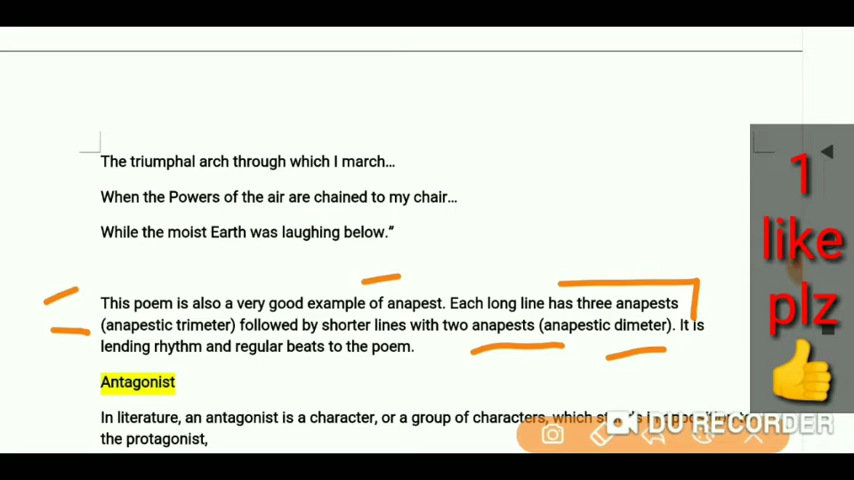 The triumphal arch through which I march…
When the Powers of the air are chained to my chair…
While the moist Earth was laughing below.”
This poem is also a very good example of anapest. Each long line has three anapests
(anapestic trimeter) followed by shorter lines with two anapests (anapestic dimeter). It is
lending rhythm and regular beats to the poem.
Antagonist
In literature, an antagonist is a character, or a group of characters, which
the protagonist,
1
like
plz
DU RECORDER